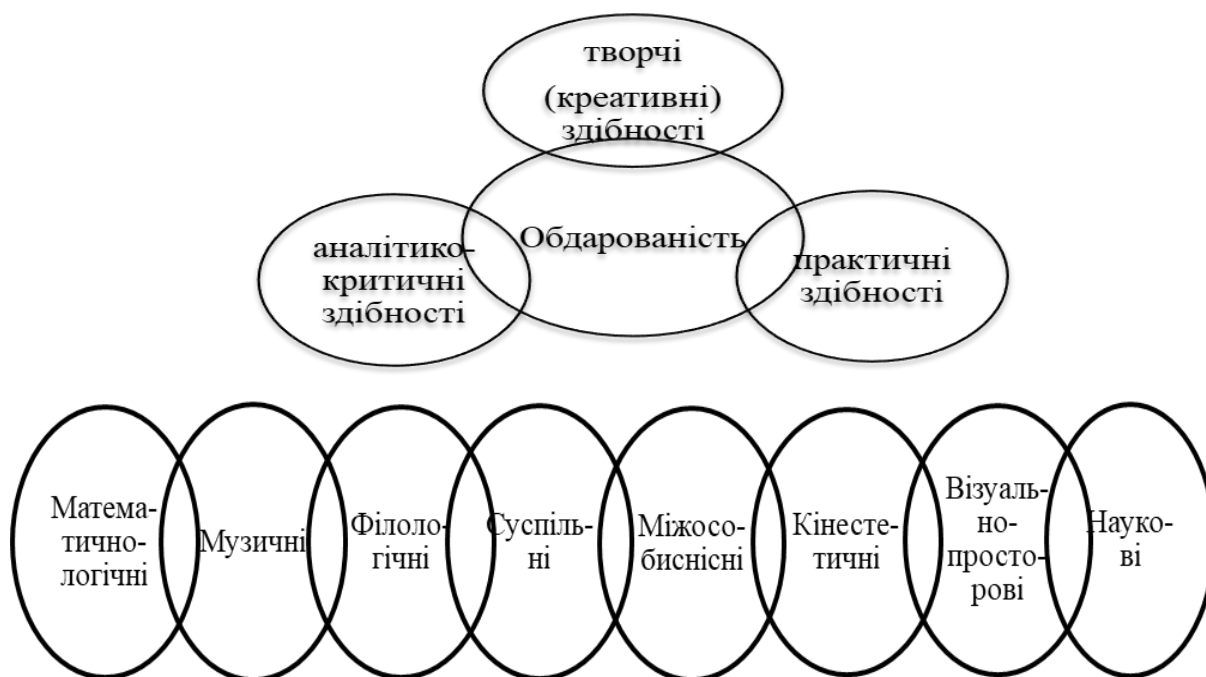 творчі
(креативні)
здібності
Обдарованість
аналітико-
критичні
здібності
практичні
здібності
Матема-
тично-
логічні
Музичні
Філоло-
гічні
Суспіль-
ні
Міжосо-
биснісні
Кінесте-
тичні
Візуаль-
но-
просто-
рові
Науко-
ві